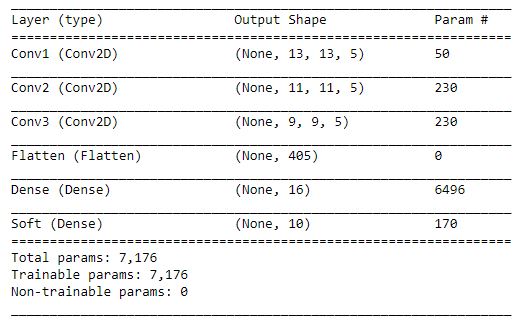 Layer (type) Output Shape Param #
Conv1 (Conv2D) (None, 13, 13, 5) 50
Conv2 (Conv2D) (None, 11, 11, 5) 230
Conv3 (Conv2D) (None, 9, 9, 5) 230
Flatten (Flatten) (None, 405) 0
Dense (Dense) (None, 16) 6496
Soft (Dense) (None, 10) 170
Total params: 7,176
Trainable params: 7,176
Non-trainable params: 0